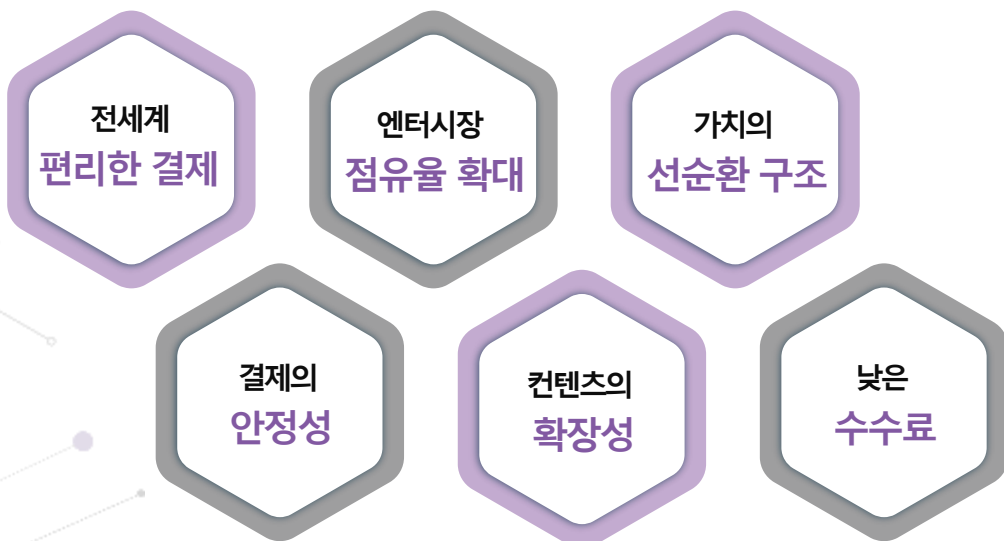 전세계
편리한 결제
엔터시장
점유율 확대
가치의
선순환 구조
결제의
안정성
컨텐츠의
확장성
낮은
수수료